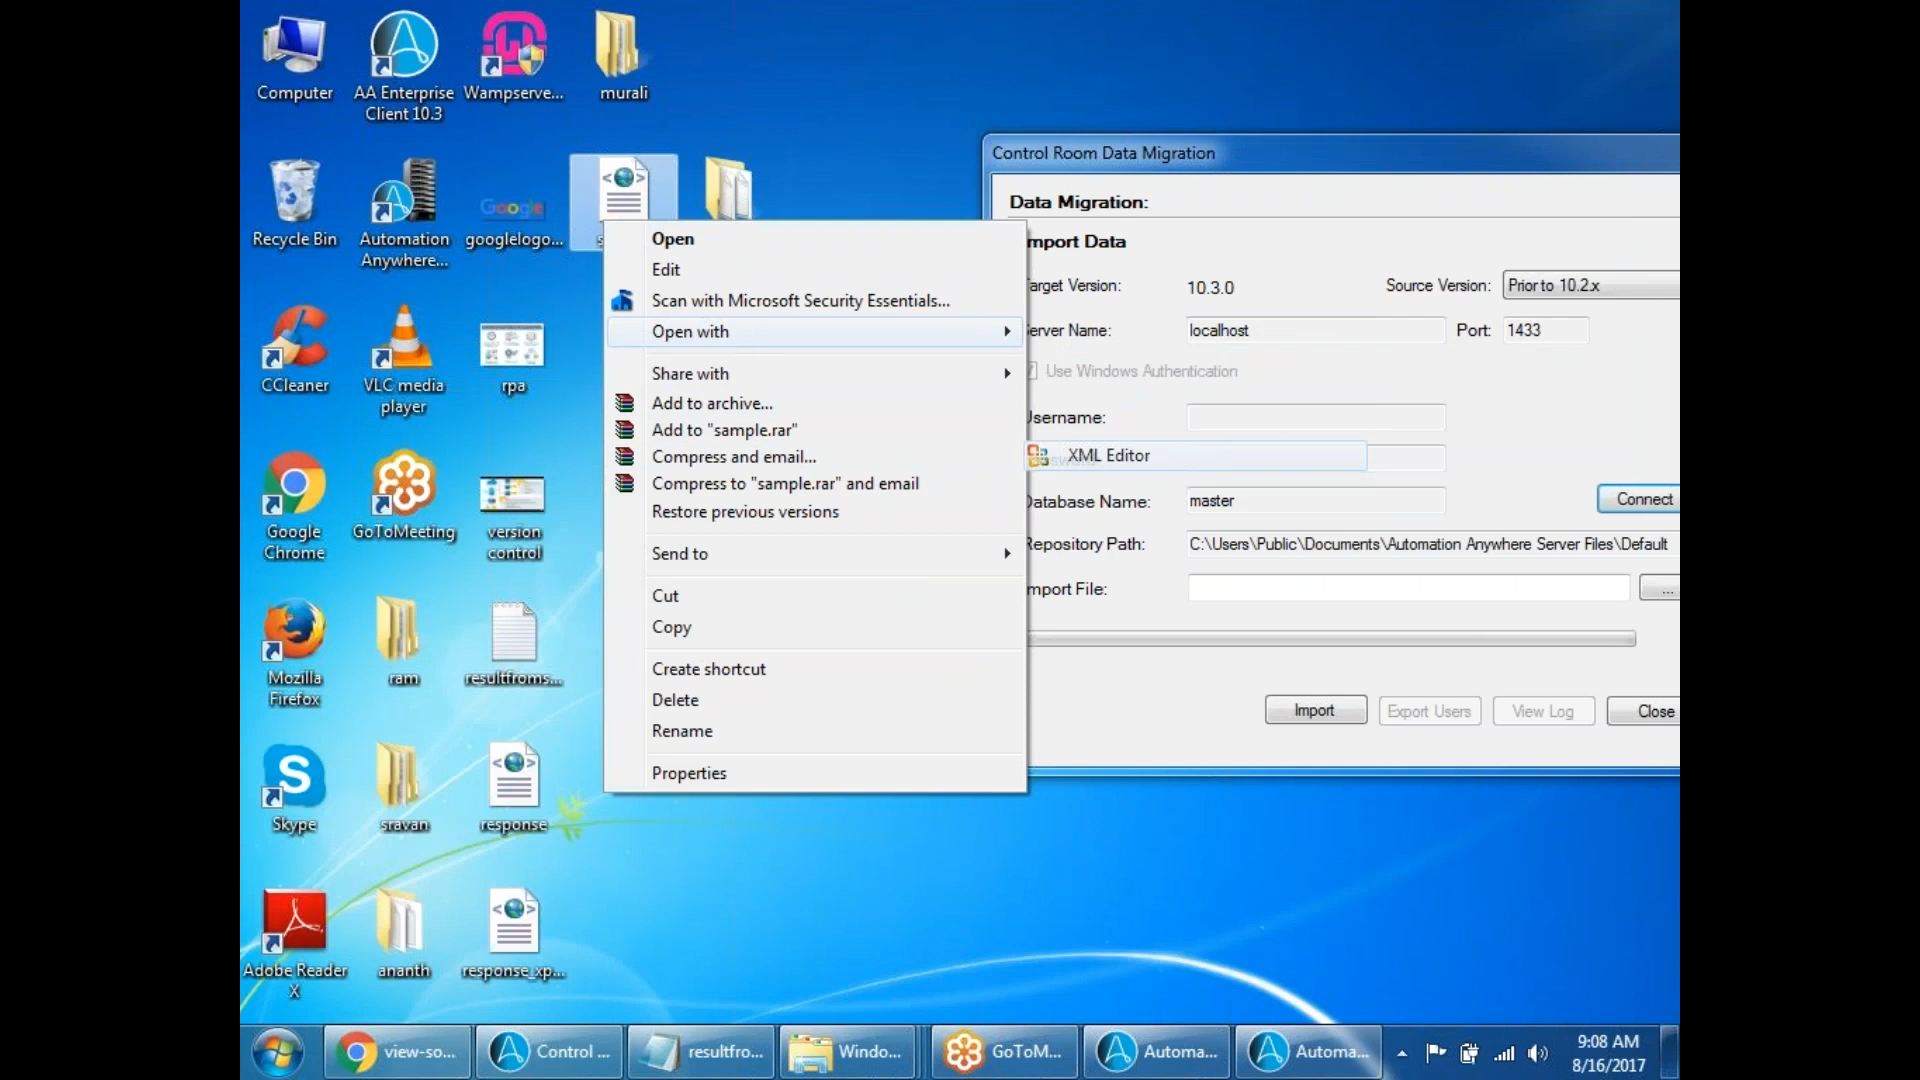 Computer
AA Enterprise
Client 10.3
Wampserve...
murali
Recycle Bin
Automation
Anywhere...
Google
googlelogo...
CCleaner
VLC media
player
rpa
Google
Chrome
GoToMeeting
version
control
Mozilla
Firefox
ram
resultfroms...
Skype
sravan
response
Adobe Reader
X
ananth
response_xp...
Open
Edit
Scan with Microsoft Security Essentials...
Open with
Share with
Add to archive...
Add to "sample.rar"
Compress and email...
Compress to "sample.rar" and email
Restore previous versions
Send to
Cut
Copy
Create shortcut
Delete
Rename
Properties
XML Editor
Control Room Data Migration
Data Migration:
mport Data
arget Version: 10.3.0 Source Version: Prior to 10.2.x
erver Name: localhost Port: 1433
Use Windows Authentication
Username:
Database Name: master Connect
Repository Path: C:\Users\Public\Documents\Automation Anywhere Server Files\Default
mport File: ...
Import Export Users View Log Close
view-so... Control ... resultfro... Windo... GoToM... Automa... Automa...
9:08 AM
8/16/2017